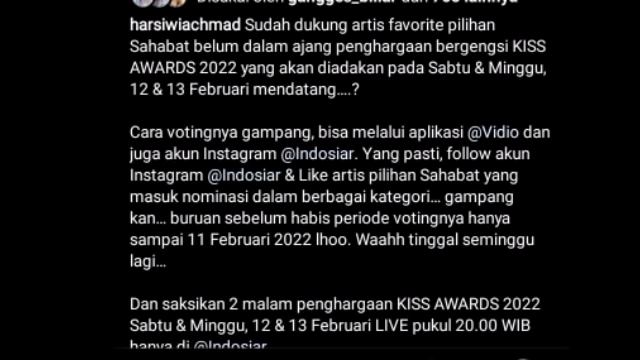 harsiwiachmad Sudah dukung artis favorite pilihan
Sahabat belum dalam ajang penghargaan bergengsi KISS
AWARDS 2022 yang akan diadakan pada Sabtu & Minggu,
12 & 13 Februari mendatang....?
Cara votingnya gampang, bisa melalui aplikasi @Vidio dan
juga akun Instagram @Indosiar. Yang pasti, follow akun
Instagram @Indosiar & Like artis pilihan Sahabat yang
masuk nominasi dalam berbagai kategori... gampang
kan... buruan sebelum habis periode votingnya hanya
sampai 11 Februari 2022 lhoo. Waahh tinggal seminggu
lagi...
Dan saksikan 2 malam penghargaan KISS AWARDS 2022
Sabtu & Minggu, 12 & 13 Februari LIVE pukul 20.00 WIB
hanya di @Indosiar